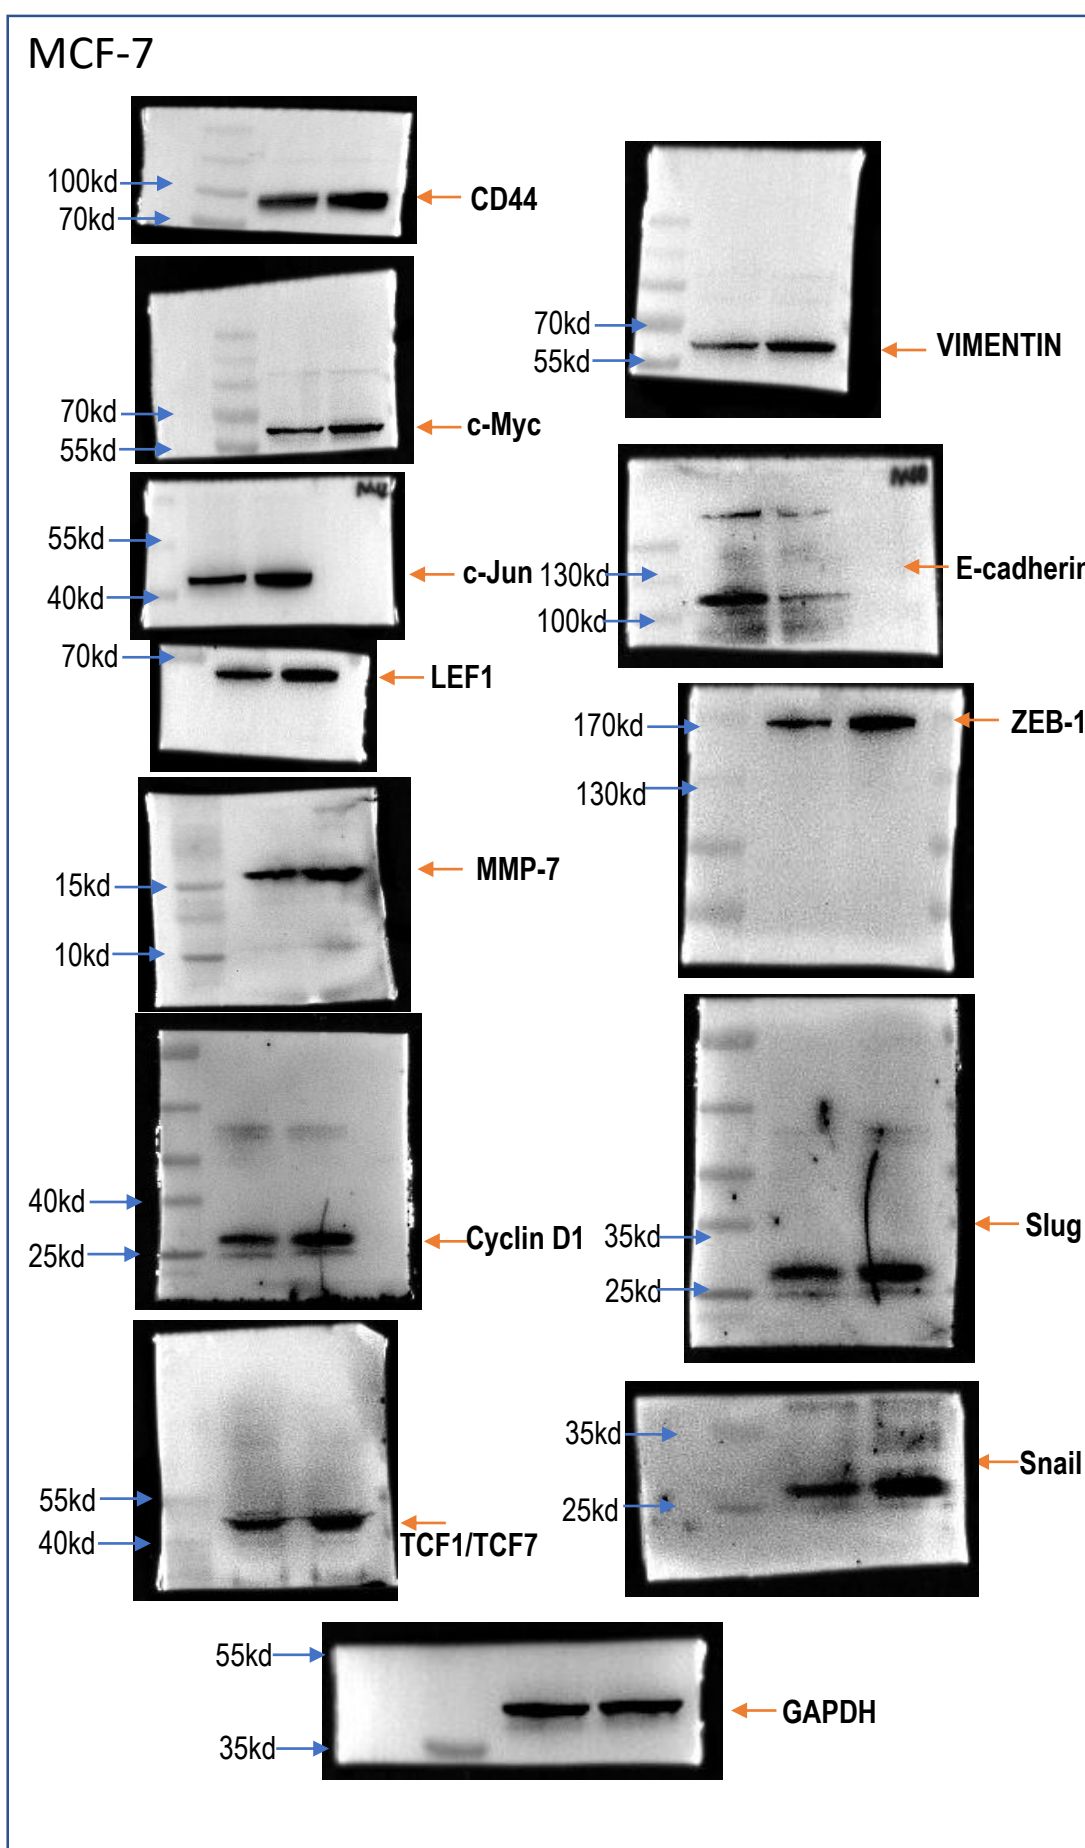 MCF-7
100kd
70kd
CD44
70kd
55kd
c-Myc
55kd
40kd
c-Jun
70kd
LEF1
15kd
10kd
MMP-7
40kd
25kd
Cyclin D1
55kd
40kd
TCF1/TCF7
70kd
55kd
VIMENTIN
130kd
100kd
E-cadherin
170kd
130kd
ZEB-1
35kd
25kd
Slug
35kd
25kd
Snail
55kd
35kd
GAPDH